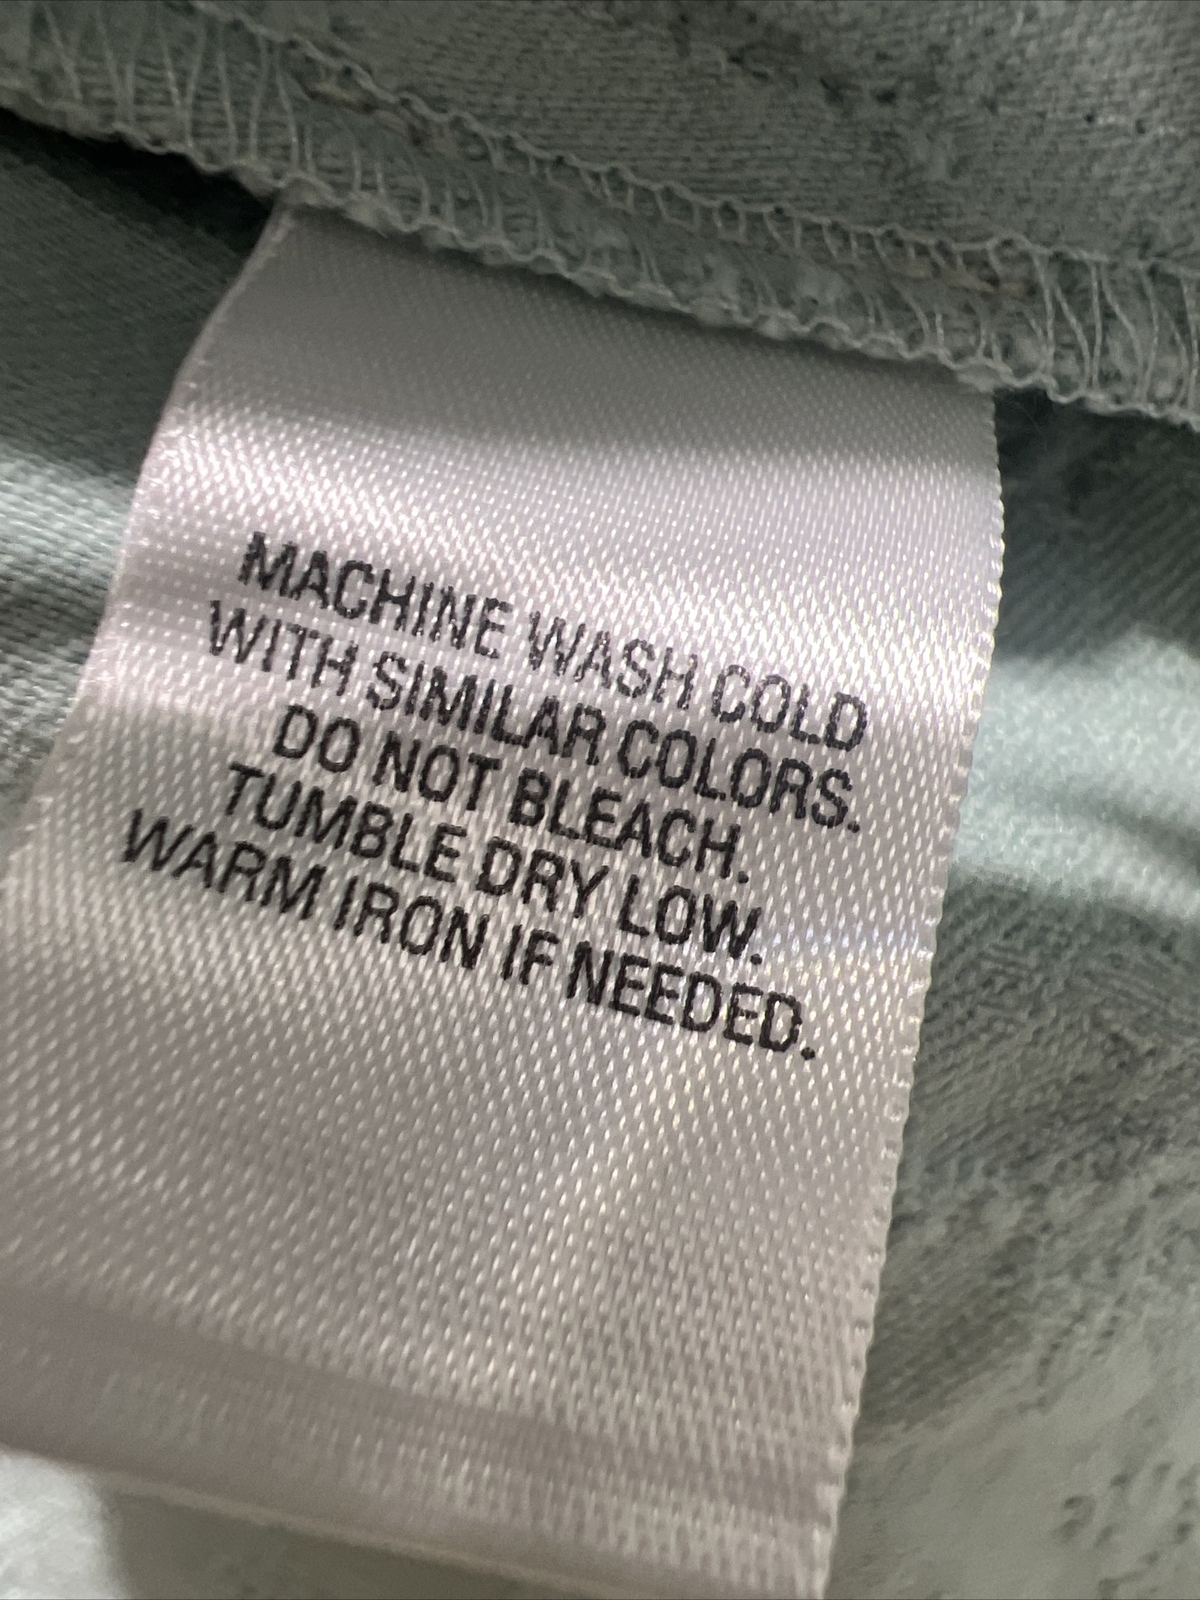 MACHINE WASH COLD
WITH SIMILAR COLORS.
DO NOT BLEACH.
TUMBLE DRY LOW.
WARM IRON IF NEEDED.